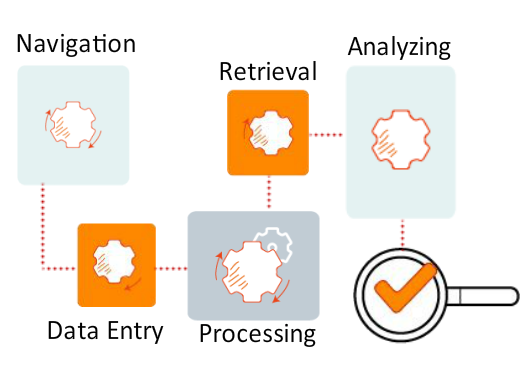 Navigation
Data Entry
Processing
Retrieval
Analyzing